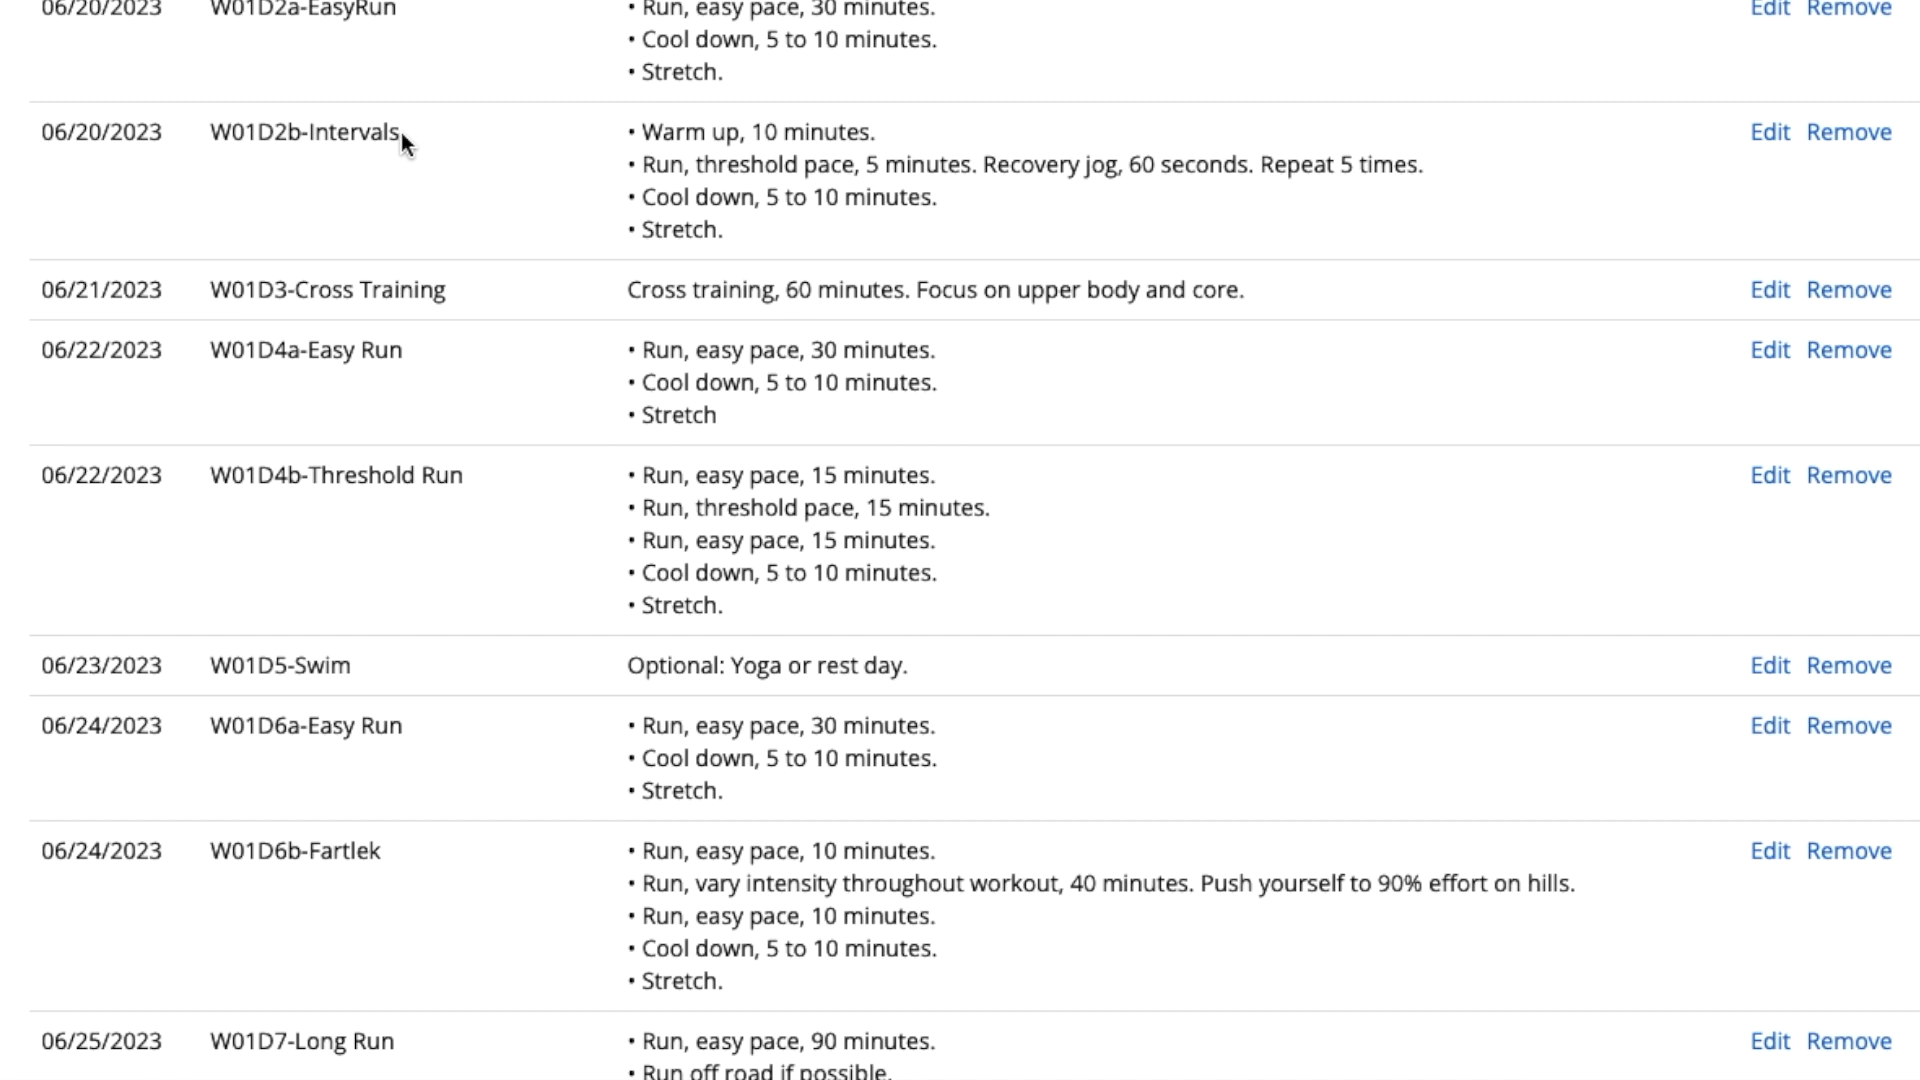 06/20/2023 W01D2a-EasyRun • Run, easy pace, 30 minutes. Edit Remove
• Cool down, 5 to 10 minutes.
• Stretch.
06/20/2023 W01D2b-Intervals • Warm up, 10 minutes. Edit Remove
• Run, threshold pace, 5 minutes. Recovery jog, 60 seconds. Repeat 5 times.
• Cool down, 5 to 10 minutes.
• Stretch.
06/21/2023 W01D3-Cross Training Cross training, 60 minutes. Focus on upper body and core. Edit Remove
06/22/2023 W01D4a-Easy Run • Run, easy pace, 30 minutes. Edit Remove
• Cool down, 5 to 10 minutes.
• Stretch
06/22/2023 W01D4b-Threshold Run • Run, easy pace, 15 minutes. Edit Remove
• Run, threshold pace, 15 minutes.
• Run, easy pace, 15 minutes.
• Cool down, 5 to 10 minutes.
• Stretch.
06/23/2023 W01D5-Swim Optional: Yoga or rest day. Edit Remove
06/24/2023 W01D6a-Easy Run • Run, easy pace, 30 minutes. Edit Remove
• Cool down, 5 to 10 minutes.
• Stretch.
06/24/2023 W01D6b-Fartlek • Run, easy pace, 10 minutes. Edit Remove
• Run, vary intensity throughout workout, 40 minutes. Push yourself to 90% effort on hills.
• Run, easy pace, 10 minutes.
• Cool down, 5 to 10 minutes.
• Stretch.
06/25/2023 W01D7-Long Run • Run, easy pace, 90 minutes. Edit Remove
• Run off road if possible.